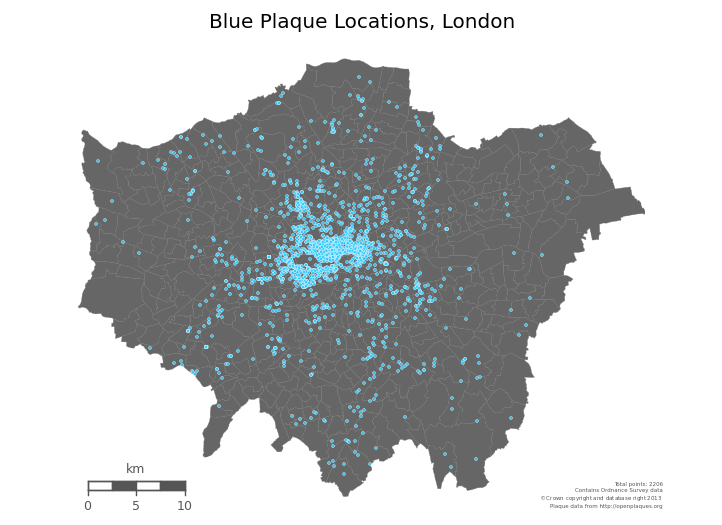 Blue Plaque Locations, London
km
0 5 10
Total points: 2206
Contains Ordnance Survey data
©Crown copyright and database right 2013
Plaque data from http://openplaques.org